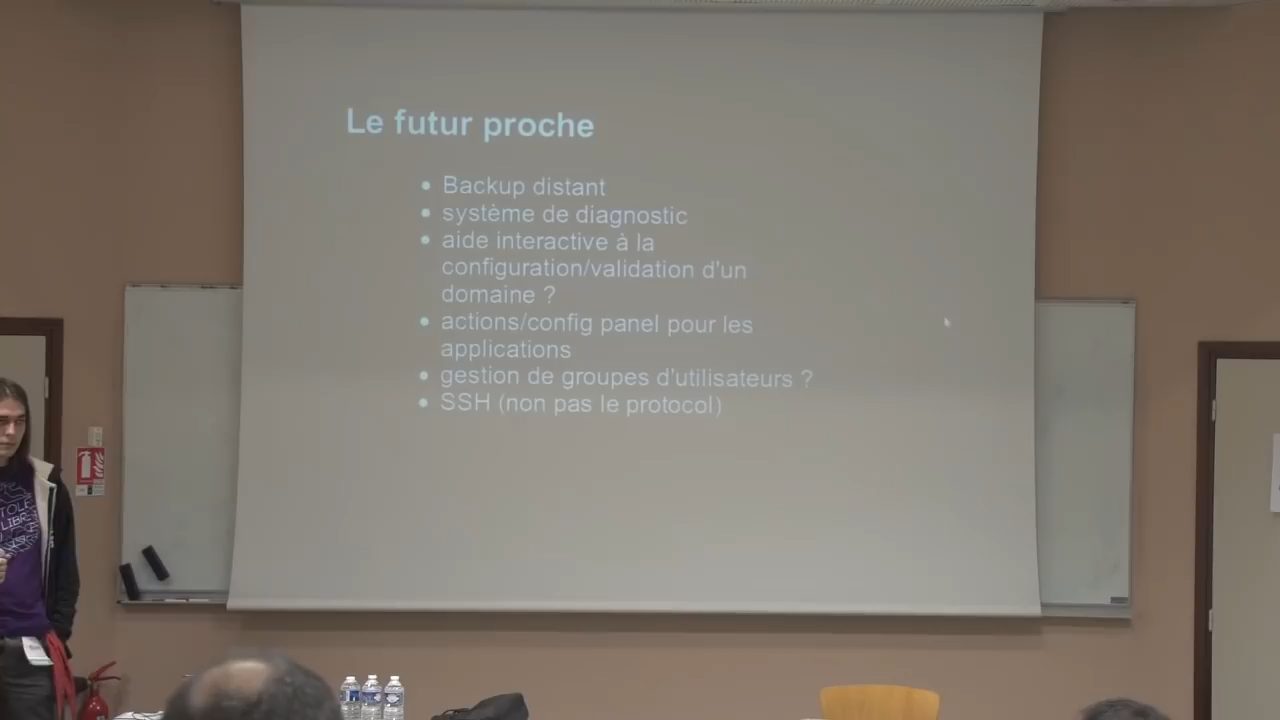 Le futur proche
Backup distant
système de diagnostic
aide interactive à la
configuration/validation d'un
domaine ?
actions/config panel pour les
applications
gestion de groupes d'utilisateurs ?
SSH (non pas le protocol)
LIBR